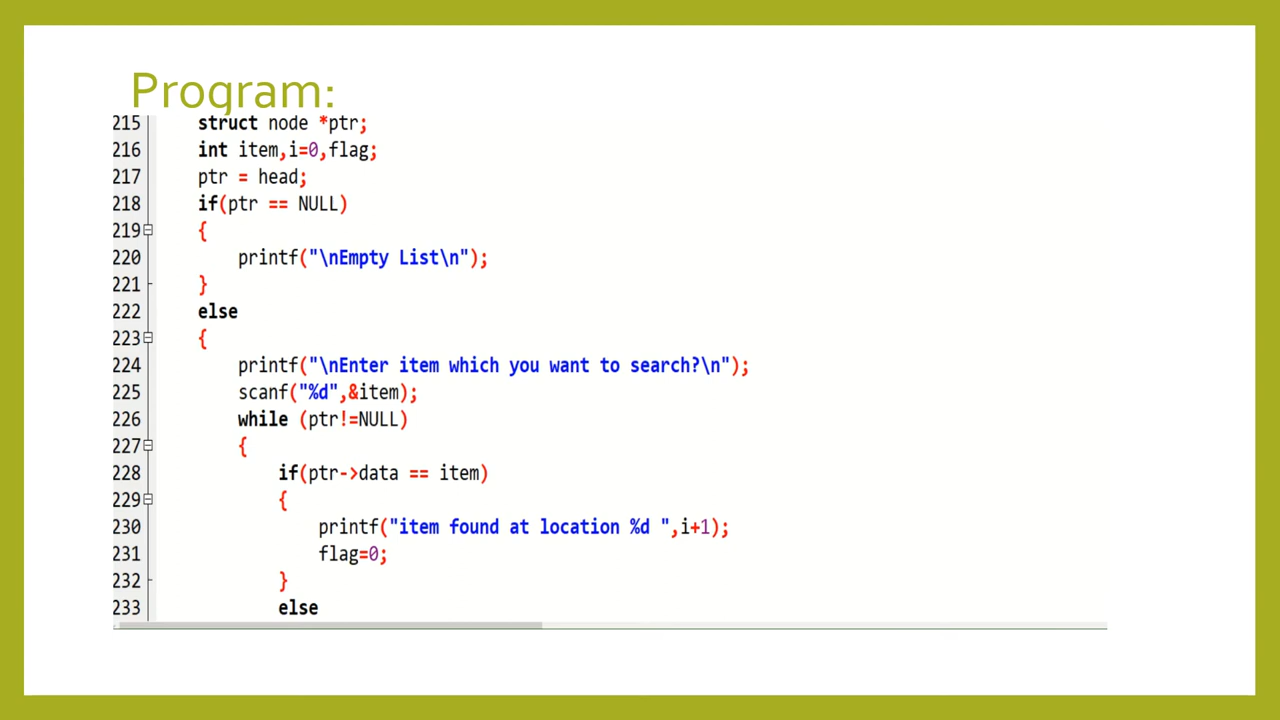 Program:
215 struct node *ptr;
216 int item,i=0,flag;
217 ptr = head;
218 if(ptr == NULL)
219 {
220 printf("\nEmpty List\n");
221 }
222 else
223 {
224 printf("\nEnter item which you want to search?\n");
225 scanf("%d",&item);
226 while (ptr!=NULL)
227 {
228 if(ptr->data == item)
229 {
230 printf("item found at location %d ",i+1);
231 flag=0;
232 }
233 else